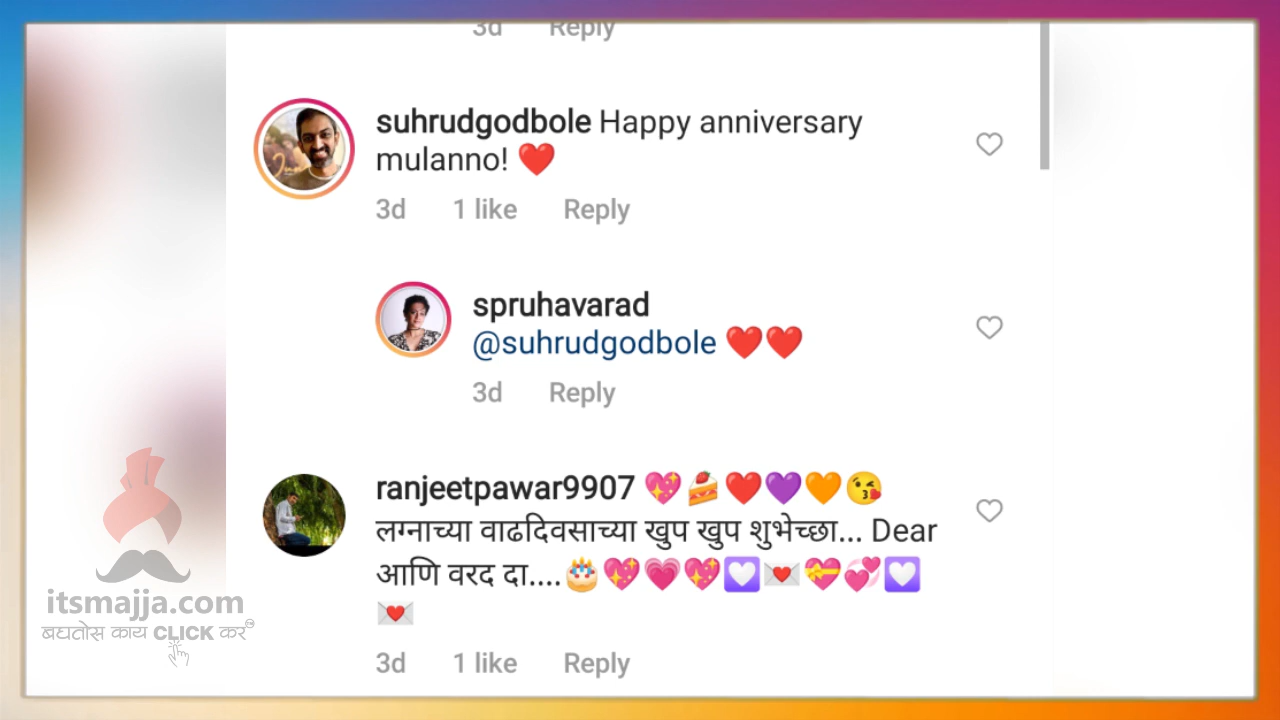 3d Reply
suhrudgodbole Happy anniversary
mulanno! ❤️
3d 1 like Reply
spruhavarad
@suhrudgodbole ❤️❤️
3d Reply
ranjeetpawar9907 💖🍰❤️💜🧡😘
लग्नाच्या वाढदिवसाच्या खुप खुप शुभेच्छा... Dear
आणि वरद दा....🎂💖💗💖💟💌💝💞💟
💌
3d 1 like Reply
itsmajja.com
बघतोस काय CLICK कर